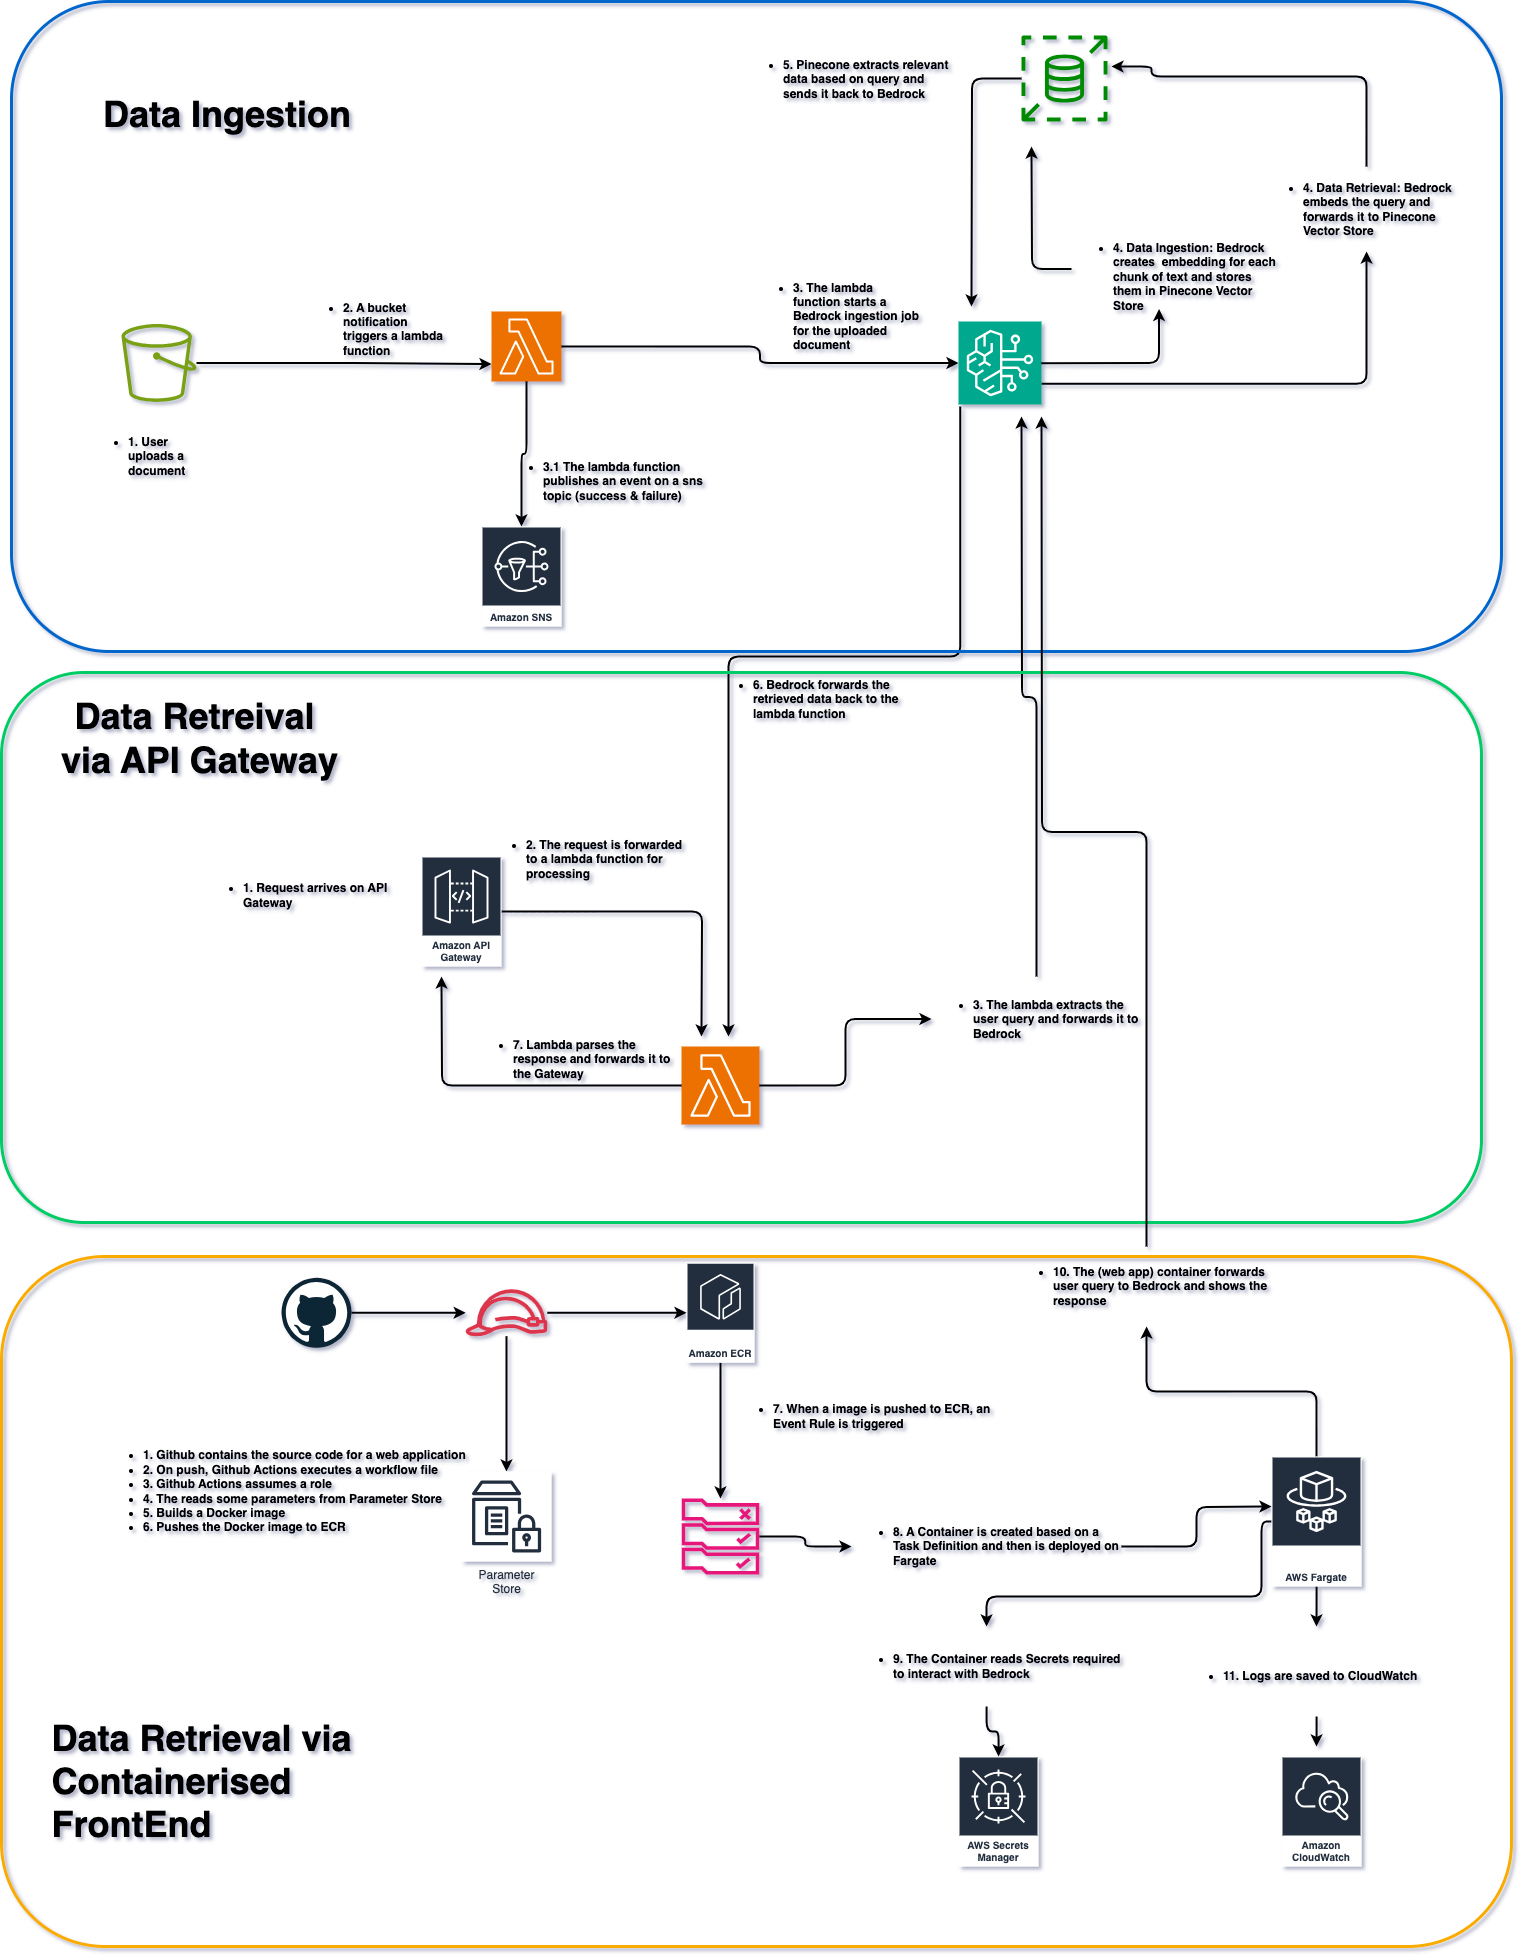 Data Ingestion
5. Pinecone extracts relevant
data based on query and
sends it back to Bedrock
4. Data Retrieval: Bedrock
embeds the query and
forwards it to Pinecone
Vector Store
4. Data Ingestion: Bedrock
creates  embedding for each
chunk of text and stores
them in Pinecone Vector
Store
3. The lambda
function starts a
Bedrock ingestion job
for the uploaded
document
2. A bucket
notification
triggers a lambda
function
1. User
uploads a
document
3.1 The lambda function
publishes an event on a sns
topic (success & failure)
Amazon SNS
Data Retreival
via API Gateway
6. Bedrock forwards the
retrieved data back to the
lambda function
2. The request is forwarded
to a lambda function for
processing
1. Request arrives on API
Gateway
</>
Amazon API
Gateway
3. The lambda extracts the
user query and forwards it to
Bedrock
7. Lambda parses the
response and forwards it to
the Gateway
10. The (web app) container forwards
user query to Bedrock and shows the
response
Amazon ECR
7. When a image is pushed to ECR, an
Event Rule is triggered
1. Github contains the source code for a web application
2. On push, Github Actions executes a workflow file
3. Github Actions assumes a role
4. The reads some parameters from Parameter Store
5. Builds a Docker image
6. Pushes the Docker image to ECR
Parameter
Store
8. A Container is created based on a
Task Definition and then is deployed on
Fargate
AWS Fargate
9. The Container reads Secrets required
to interact with Bedrock
11. Logs are saved to CloudWatch
Data Retrieval via
Containerised
FrontEnd
AWS Secrets
Manager
Amazon
CloudWatch